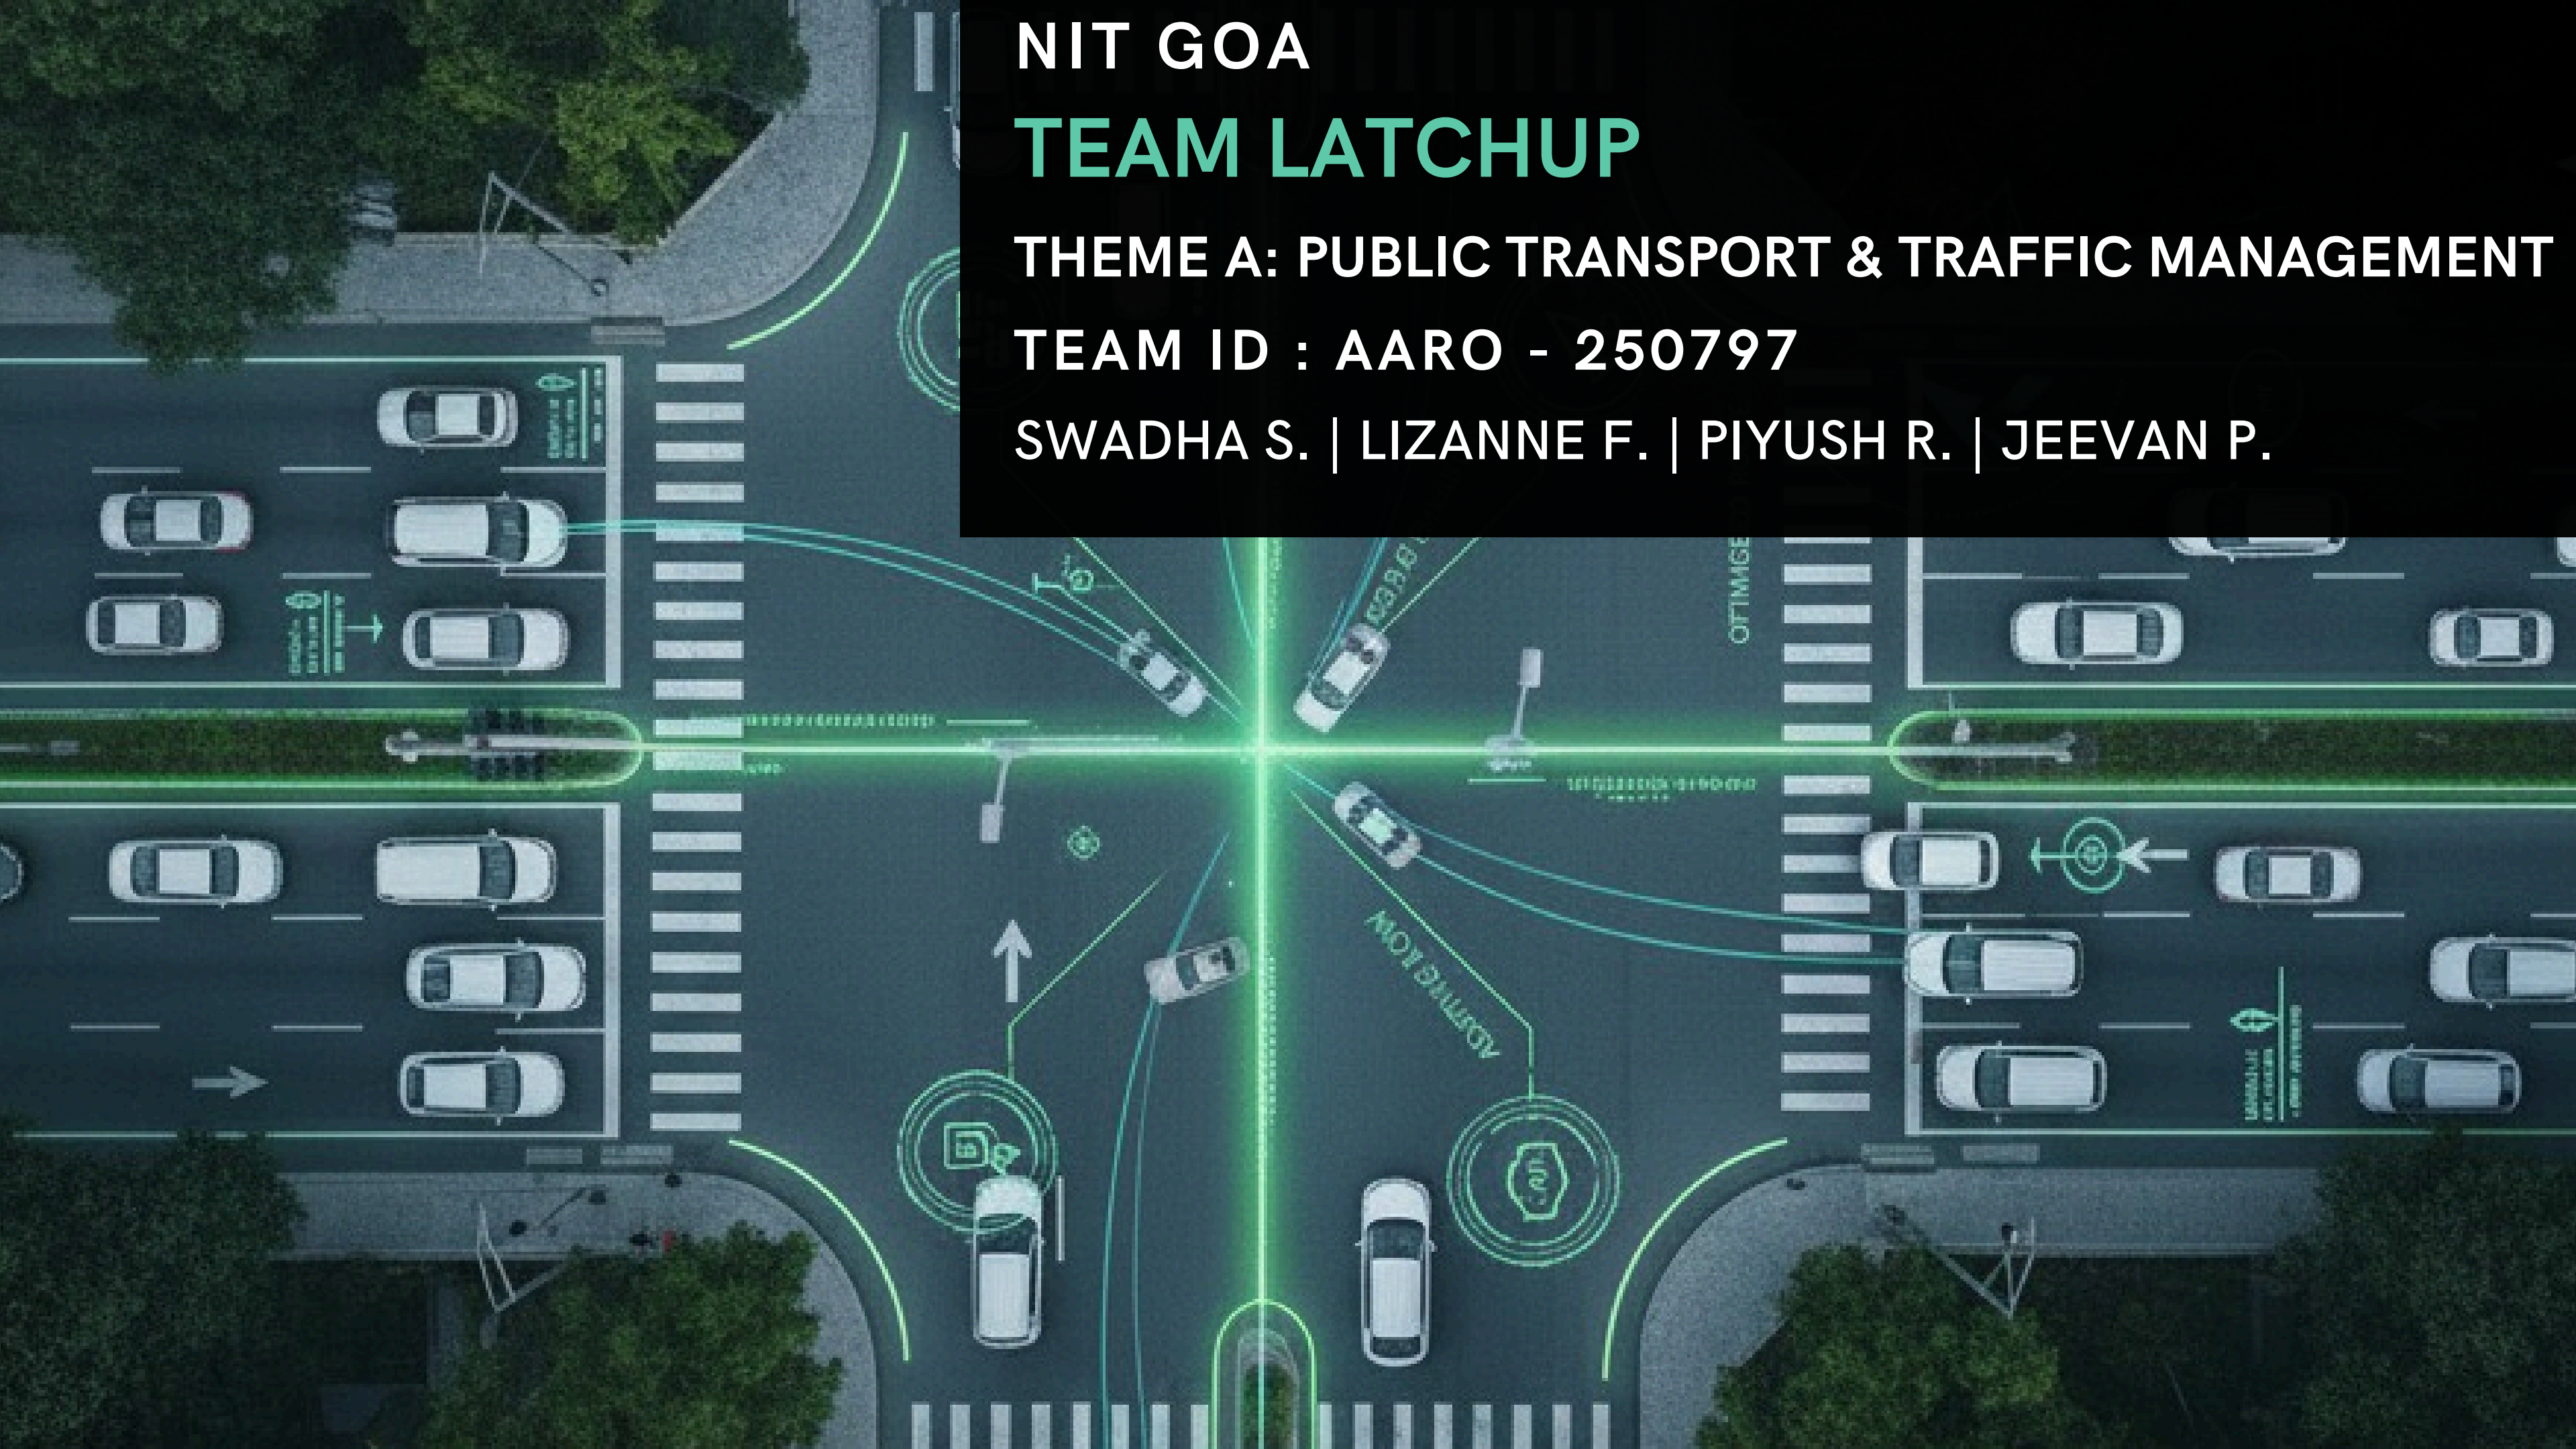 NIT GOA
TEAM LATCHUP
THEME A: PUBLIC TRANSPORT & TRAFFIC MANAGEMENT
TEAM ID : AARO - 250797
SWADHA S. | LIZANNE F. | PIYUSH R. | JEEVAN P.